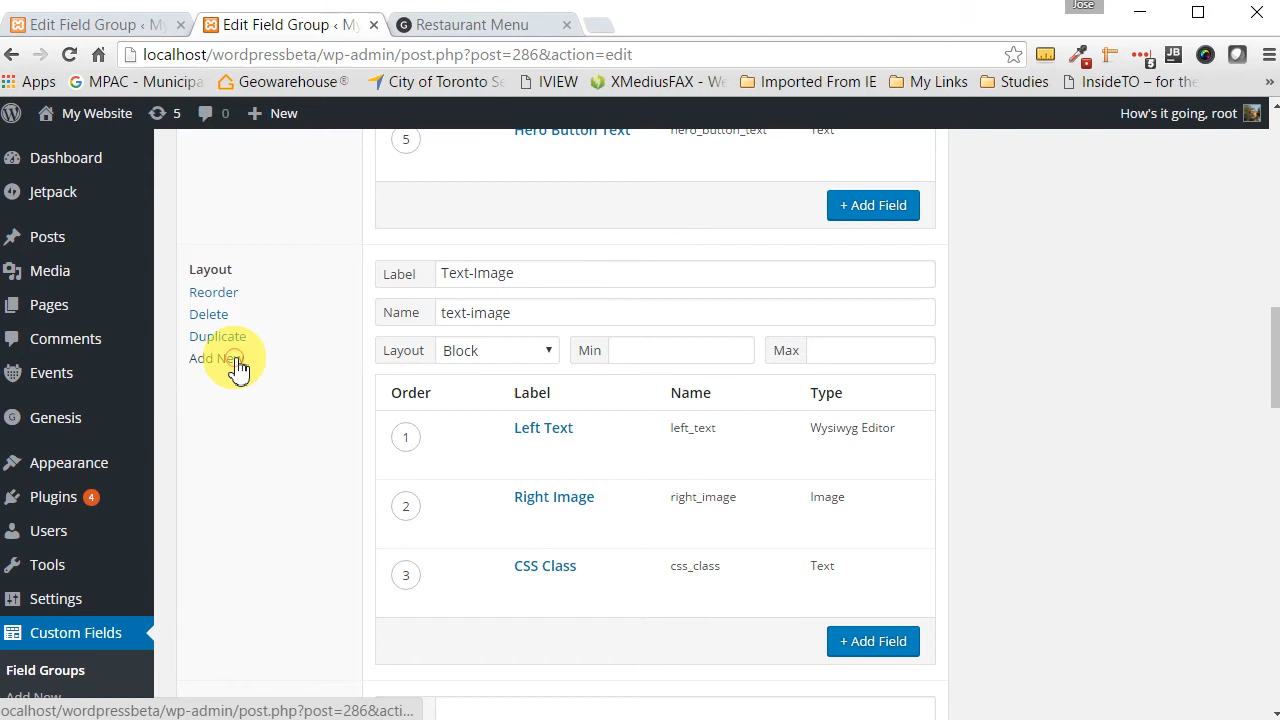 Jose
Edit Field Group ‹ My
Edit Field Group ‹ My
Restaurant Menu
localhost/wordpressbeta/wp-admin/post.php?post=286&action=edit
Apps
MPAC - Municipa
Geowarehouse®
City of Toronto Se
IVIEW
XMediusFAX - We
Imported From IE
My Links
Studies
InsideTO – for the
»
My Website
5
0
New
How's it going, root
Dashboard
Jetpack
Posts
Media
Pages
Comments
Events
Genesis
Appearance
Plugins 4
Users
Tools
Settings
Custom Fields
Field Groups
Add New
5
Hero Button Text
hero_button_text
Text
+ Add Field
Layout
Reorder
Delete
Duplicate
Add New
Label
Text-Image
Name
text-image
Layout
Block
Min
Max
Order
Label
Name
Type
1
Left Text
left_text
Wysiwyg Editor
2
Right Image
right_image
Image
3
CSS Class
css_class
Text
+ Add Field
ocalhost/wordpressbeta/wp-admin/post.php?post=286&acti...